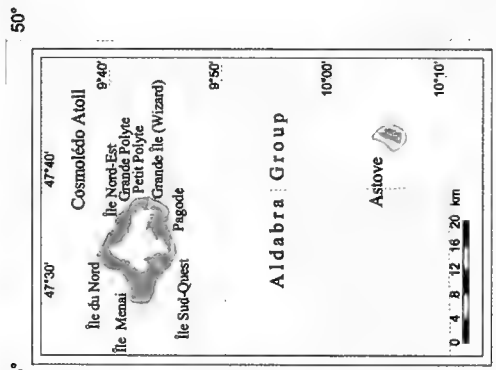 50°
47°30'
47°40'
9°40'
Cosmolédo Atoll
Île du Nord
Île Nord-Est
Grande Polyte
Petit Polyte
Île Menai
Grande Île (Wizard)
Pagode
Île Sud-Ouest
9°50'
Aldabra Group
10°00'
Astove
0 4 8 12 16 20 km
10°10'